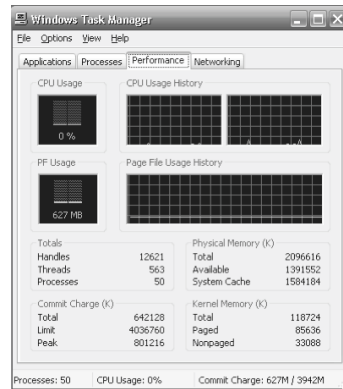 Windows Task Manager
File Options View Help
Applications Processes Performance Networking
CPU Usage CPU Usage History
0 %
PF Usage Page File Usage History
627 MB
Totals
Handles 12621
Threads 563
Processes 50
Physical Memory (K)
Total 2096616
Available 1391552
System Cache 1584184
Commit Charge (K)
Total 642128
Limit 4036760
Peak 801216
Kernel Memory (K)
Total 118724
Paged 85636
Nonpaged 33088
Processes: 50 CPU Usage: 0% Commit Charge: 627M / 3942M